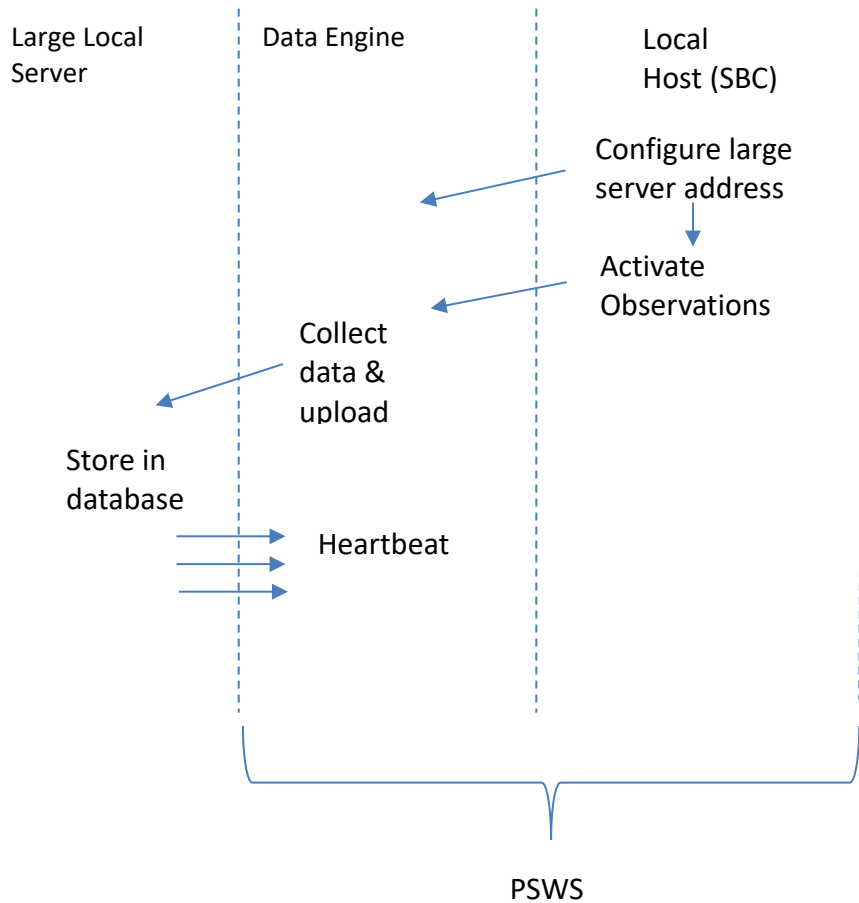 Large Local
Server
Data Engine
Local
Host (SBC)
Configure large
server address
Activate
Observations
Collect
data &
upload
Store in
database
Heartbeat
PSWS